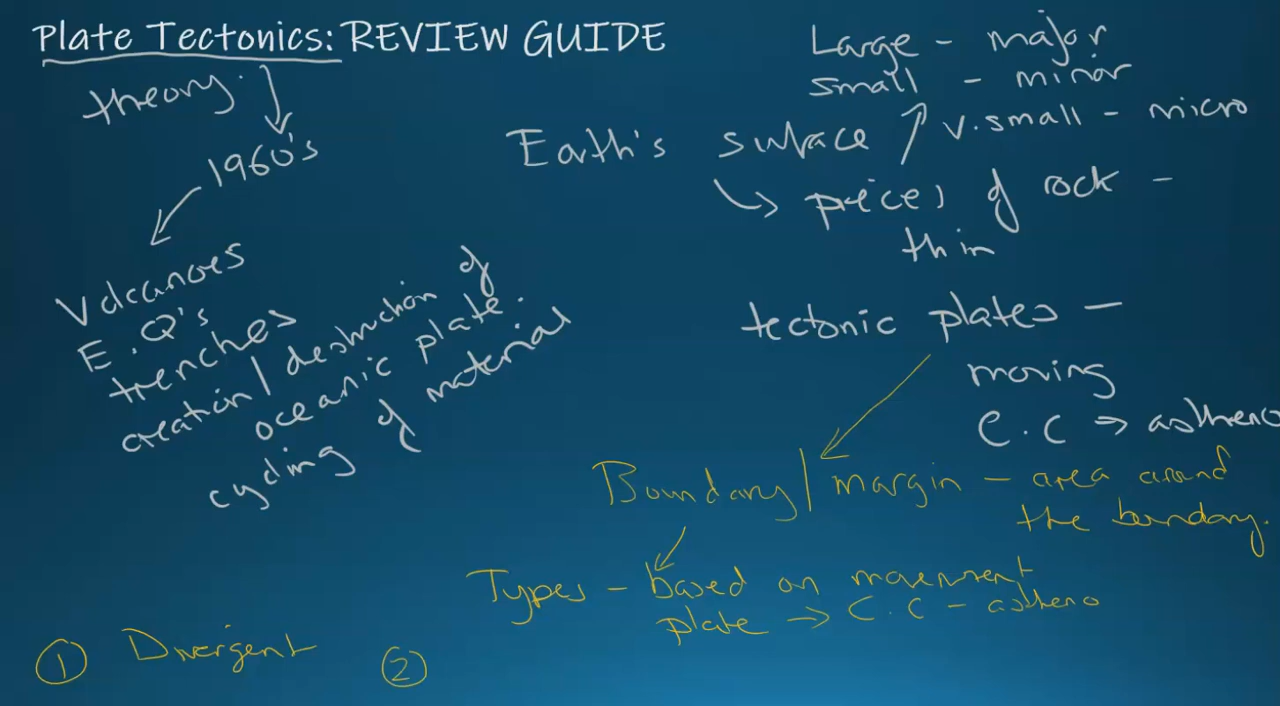 Plate Tectonics: REVIEW GUIDE
theory.
1960's
Volcanoes
E.Q's
trenches
creation/destruction of
oceanic plate.
cycling of material
Large - major
small - minor
v.small - micro
Earth's surface
pieces of rock -
thin
tectonic plates -
moving
C.C → astheno
Boundary/margin - area around
the boundary.
Types - based on movement
plate → C.C - astheno
① Divergent ②